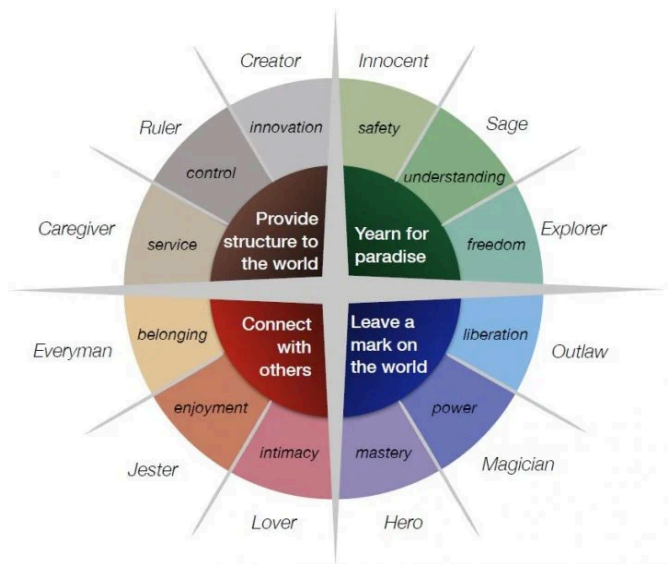 Creator
Innocent
Ruler
innovation
safety
Sage
control
understanding
Caregiver
service
Provide
structure to
the world
Yearn for
paradise
freedom
Explorer
Everyman
belonging
Connect
with
others
Leave a
mark on
the world
liberation
Outlaw
enjoyment
power
Jester
intimacy
mastery
Magician
Lover
Hero